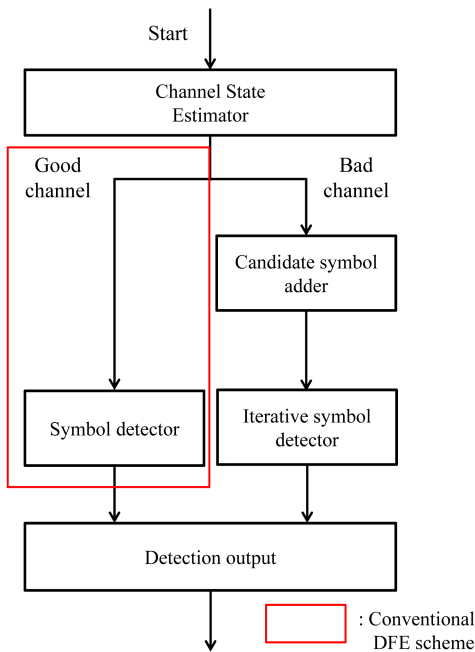 Start
Channel State
Estimator
Good
channel
Bad
channel
Candidate symbol
adder
Symbol detector
Iterative symbol
detector
Detection output
: Conventional
DFE scheme